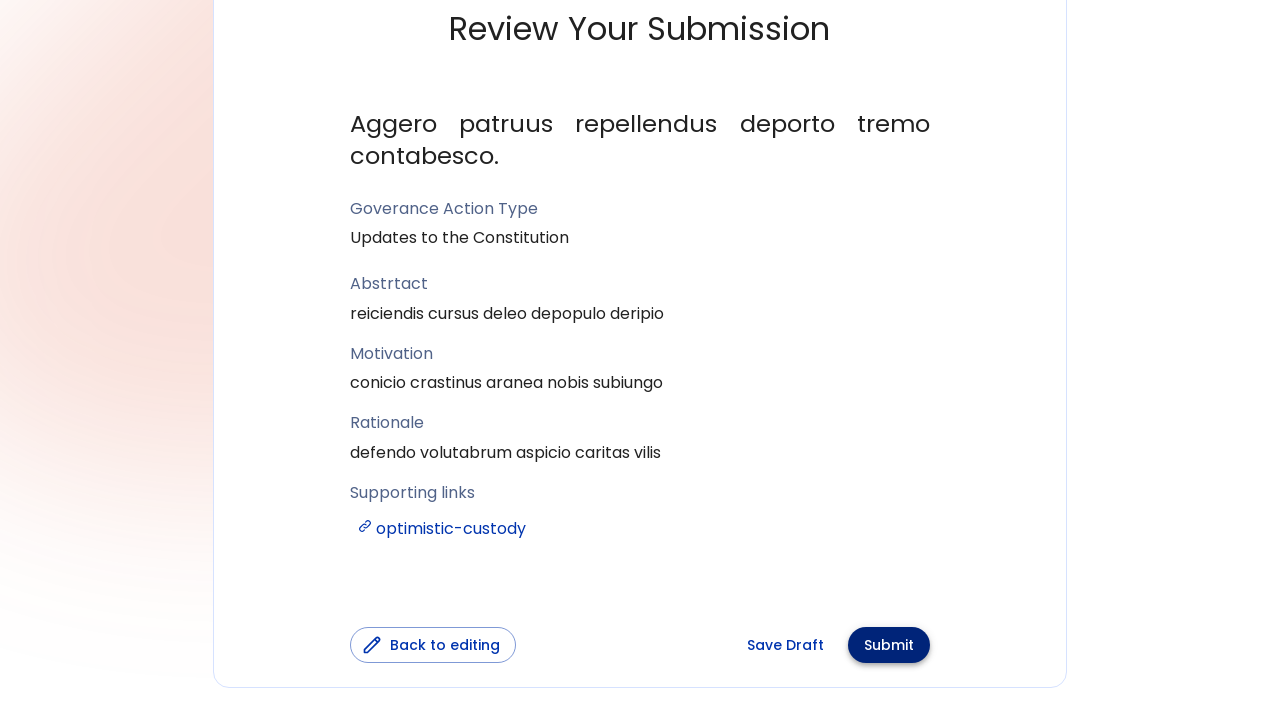 Review Your Submission
Aggero patruus repellendus deporto tremo
contabesco.
Goverance Action Type
Updates to the Constitution
Abstrtact
reiciendis cursus deleo depopulo deripio
Motivation
conicio crastinus aranea nobis subiungo
Rationale
defendo volutabrum aspicio caritas vilis
Supporting links
optimistic-custody
Back to editing
Save Draft
Submit